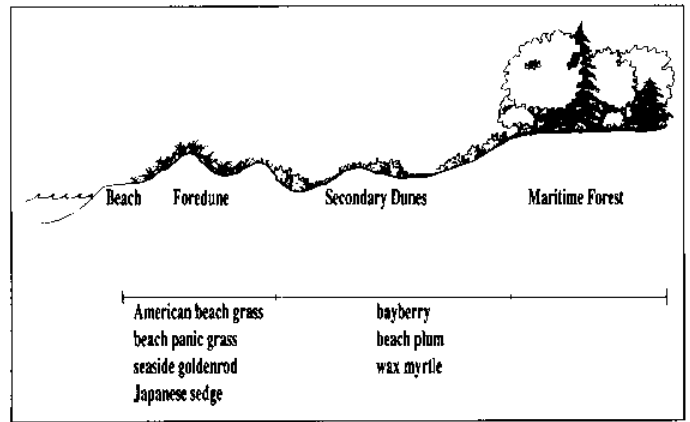 Beach Foredune Secondary Dunes Maritime Forest
American beach grass bayberry
beach panic grass beach plum
seaside goldenrod wax myrtle
Japanese sedge